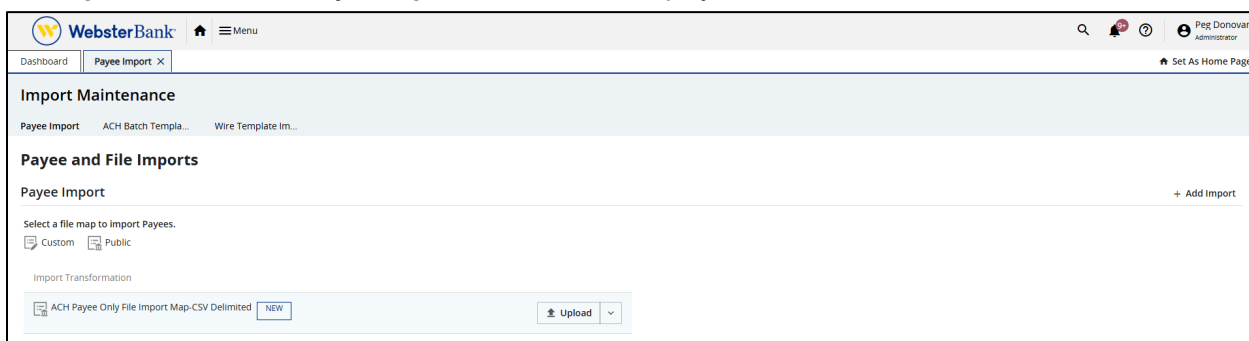 WebsterBank Menu 9+ Peg Donovan
Administrator
Dashboard Payee Import × Set As Home Page
Import Maintenance
Payee Import ACH Batch Templa... Wire Template Im...
Payee and File Imports
Payee Import + Add Import
Select a file map to import Payees.
Custom Public
Import Transformation
ACH Payee Only File Import Map-CSV Delimited NEW Upload